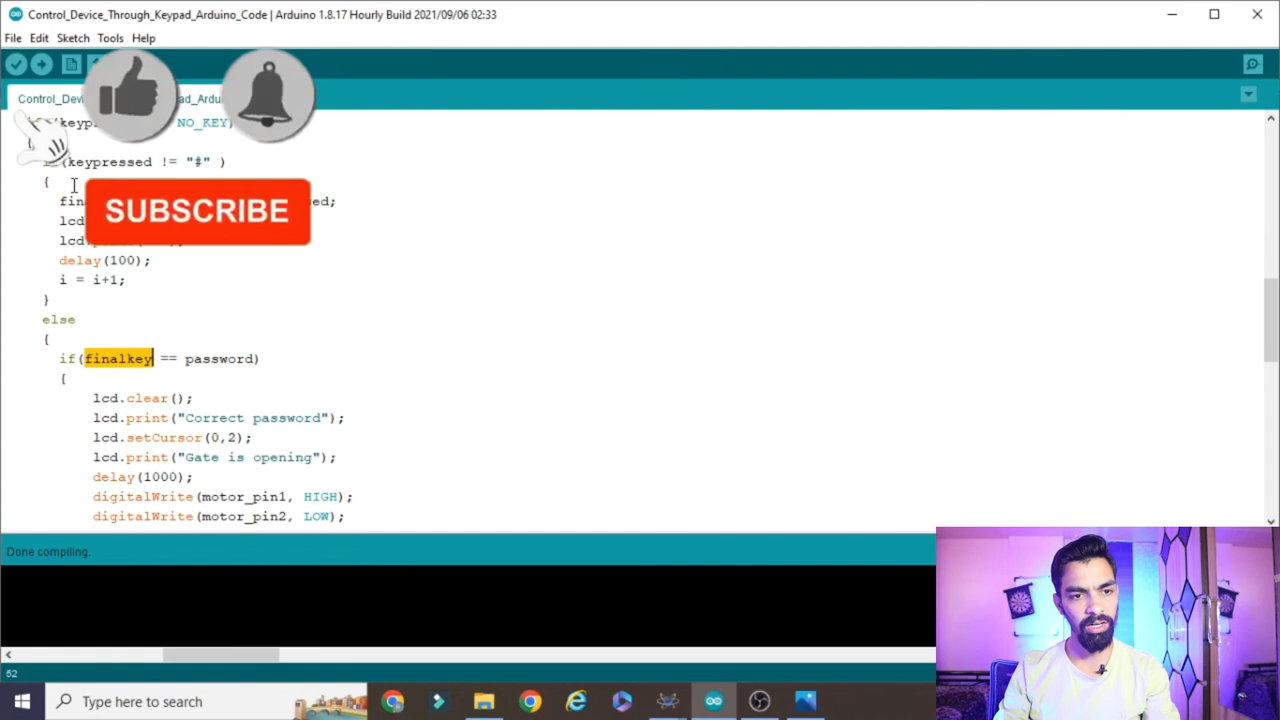 Control_Device_Through_Keypad_Arduino_Code | Arduino 1.8.17 Hourly Build 2021/09/06 02:33
File Edit Sketch Tools Help
Control_Dev
NO_KEY)
(keypressed != "#" )
{
SUBSCRIBE
delay(100);
i = i+1;
}
else
{
if(finalkey == password)
{
lcd.clear();
lcd.print("Correct password");
lcd.setCursor(0,2);
lcd.print("Gate is opening");
delay(1000);
digitalWrite(motor_pin1, HIGH);
digitalWrite(motor_pin2, LOW);
Done compiling.
52
Type here to search